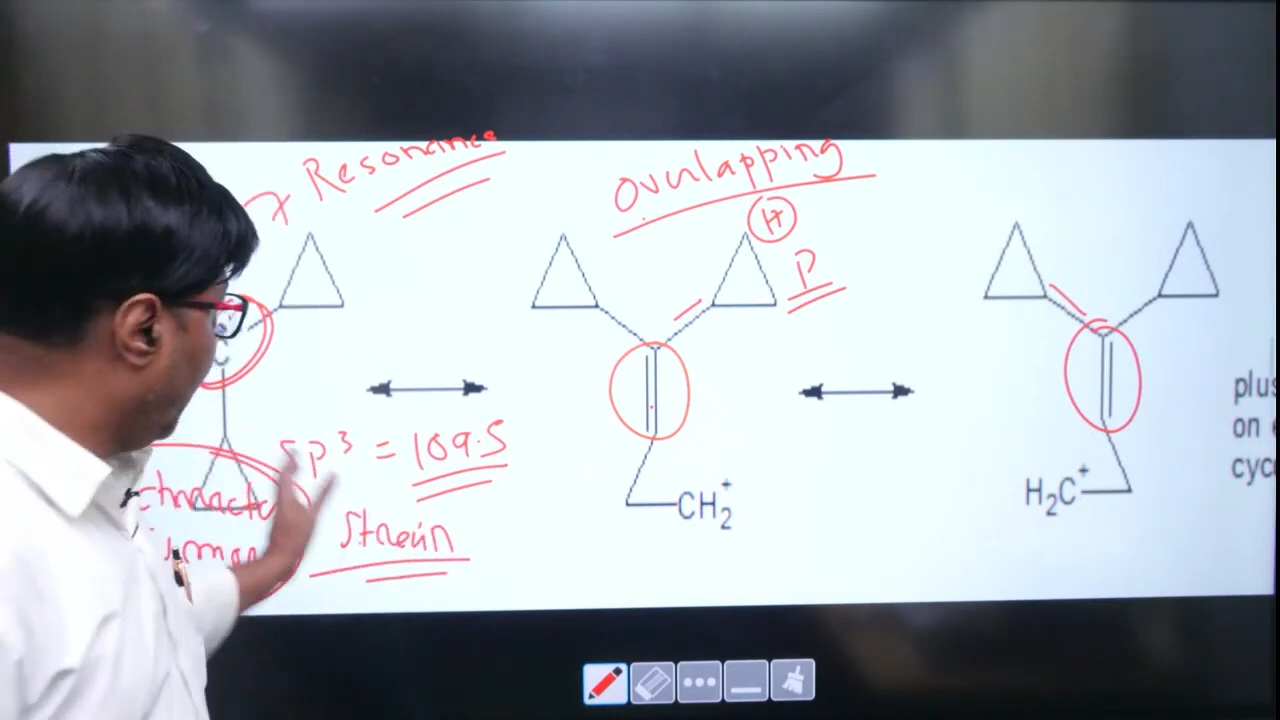 Resonance
Overlapping
+
P
C
sp³ = 109.5
Strain
CH₂⁺
H₂C⁺
plus
on
cyc